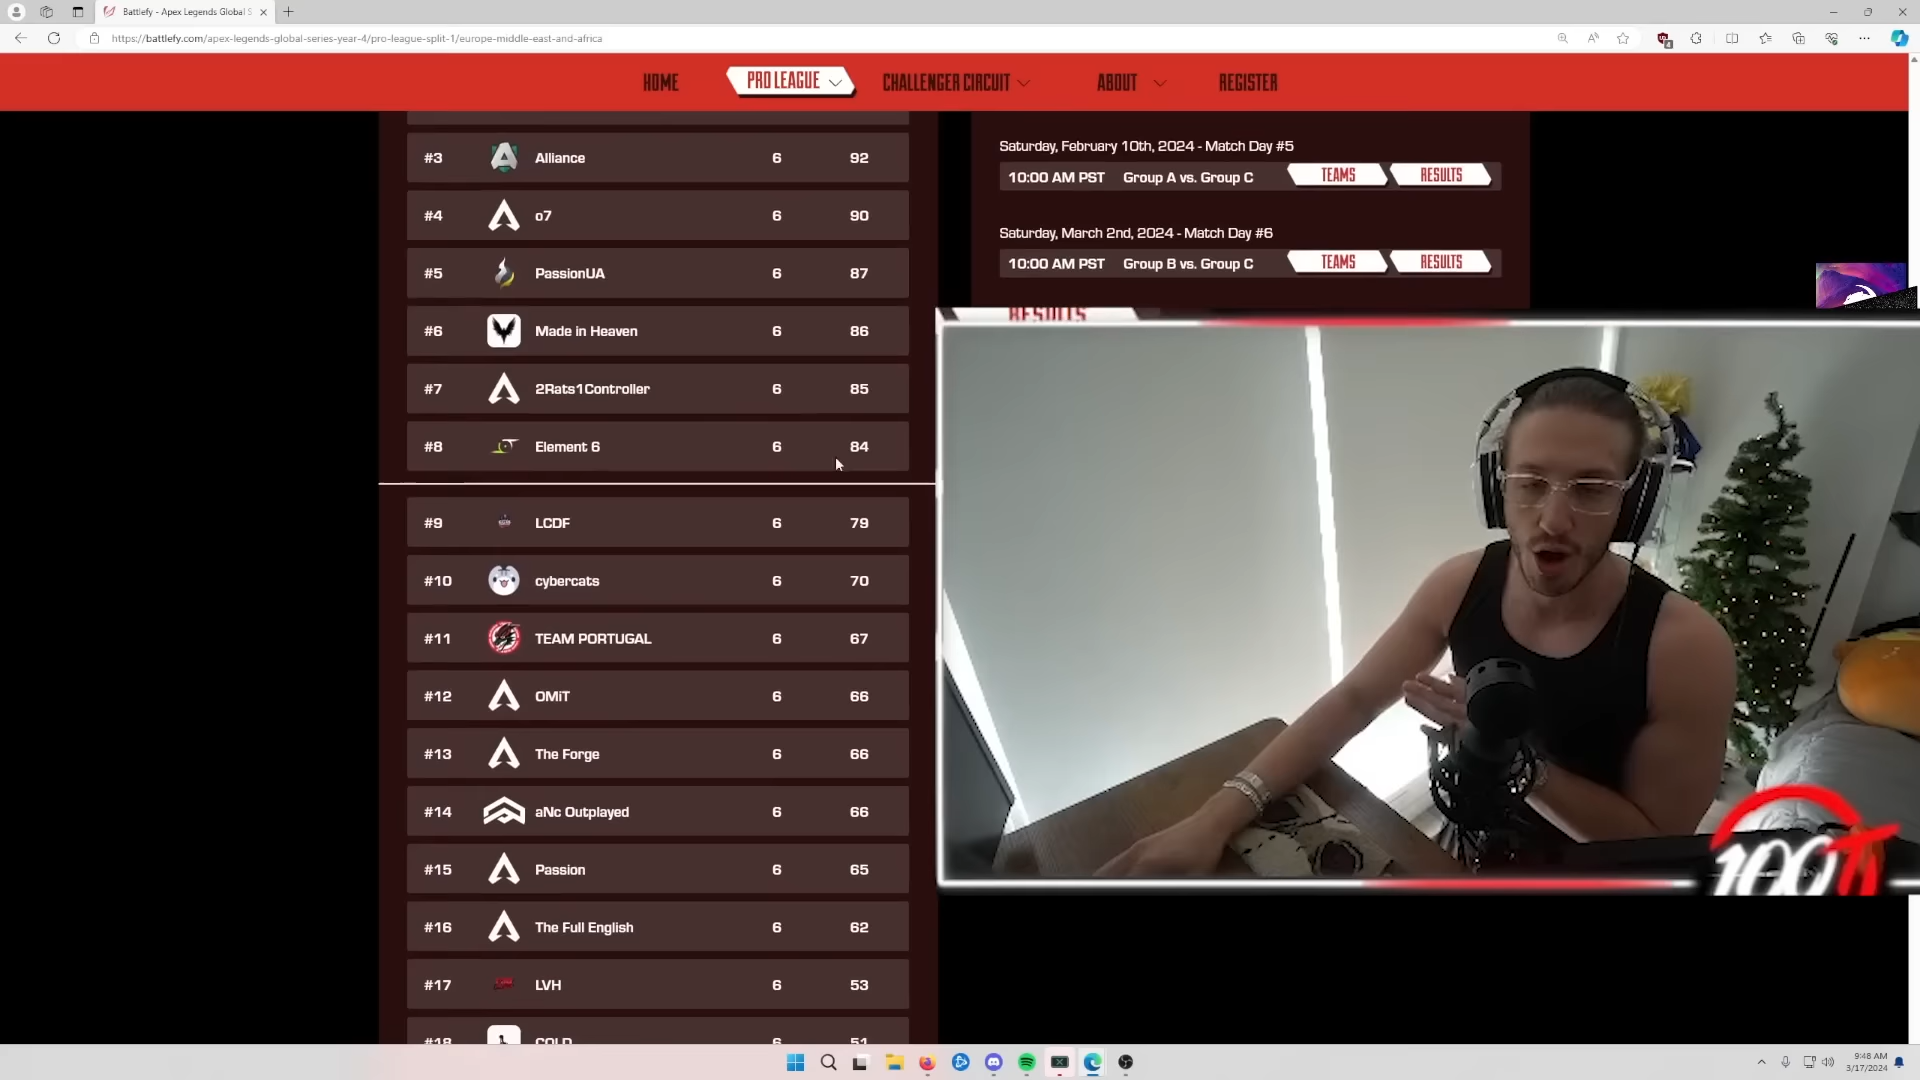 Battlefy - Apex Legends Global S
https://battlefy.com/apex-legends-global-series-year-4/pro-league-split-1/europe-middle-east-and-africa
HOME PRO LEAGUE CHALLENGER CIRCUIT ABOUT REGISTER
#3 Alliance 6 92
#4 o7 6 90
#5 PassionUA 6 87
#6 Made in Heaven 6 86
#7 2Rats1Controller 6 85
#8 Element 6 6 84
#9 LCDF 6 79
#10 cybercats 6 70
#11 TEAM PORTUGAL 6 67
#12 OMiT 6 66
#13 The Forge 6 66
#14 aNc Outplayed 6 66
#15 Passion 6 65
#16 The Full English 6 62
#17 LVH 6 53
#18 COLD 6 51
Saturday, February 10th, 2024 - Match Day #5
10:00 AM PST Group A vs. Group C TEAMS RESULTS
Saturday, March 2nd, 2024 - Match Day #6
10:00 AM PST Group B vs. Group C TEAMS RESULTS
RESULTS
100T
9:48 AM
3/17/2024